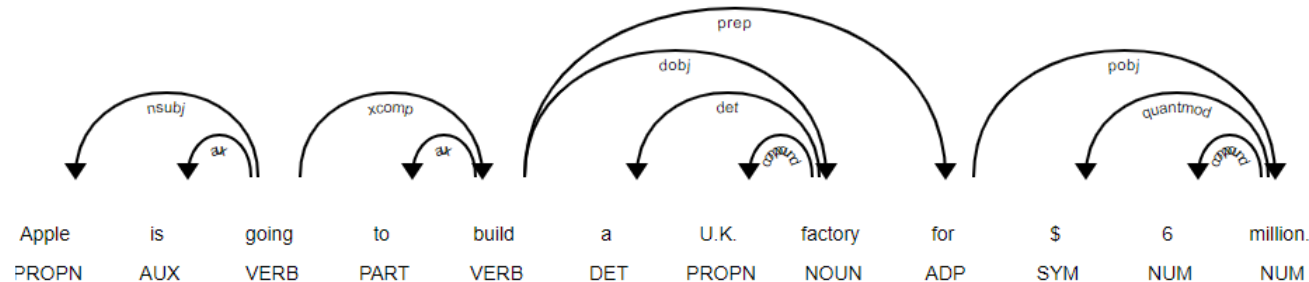 prep
dobj pobj
nsubj xcomp det quantmod
aux aux compound compound
Apple is going to build a U.K. factory for $ 6 million.
PROPN AUX VERB PART VERB DET PROPN NOUN ADP SYM NUM NUM